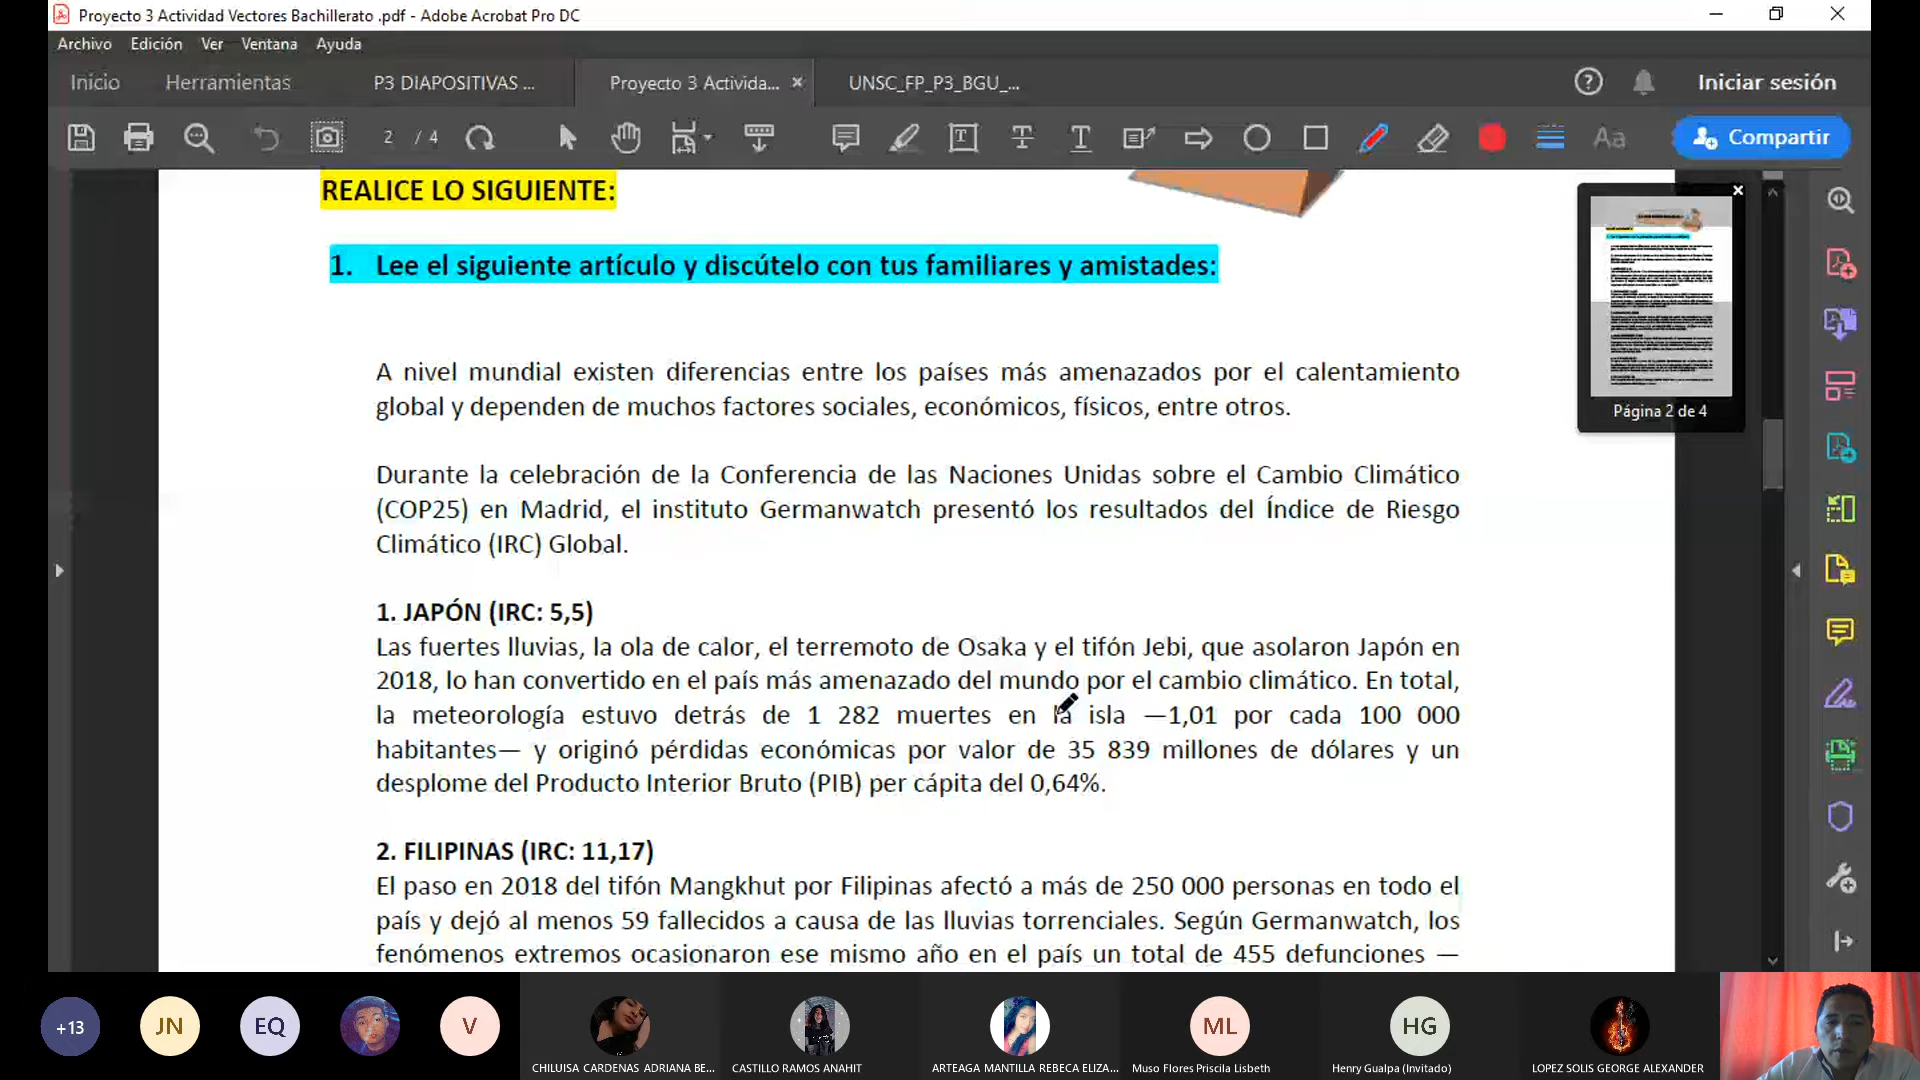 Proyecto 3 Actividad Vectores Bachillerato .pdf - Adobe Acrobat Pro DC
Archivo Edición Ver Ventana Ayuda
Inicio Herramientas P3 DIAPOSITIVAS ... Proyecto 3 Activida... × UNSC_FP_P3_BGU_... Iniciar sesión
2 / 4 Aa Compartir
REALICE LO SIGUIENTE:
1. Lee el siguiente artículo y discútelo con tus familiares y amistades:
A nivel mundial existen diferencias entre los países más amenazados por el calentamiento
global y dependen de muchos factores sociales, económicos, físicos, entre otros.
Durante la celebración de la Conferencia de las Naciones Unidas sobre el Cambio Climático
(COP25) en Madrid, el instituto Germanwatch presentó los resultados del Índice de Riesgo
Climático (IRC) Global.
1. JAPÓN (IRC: 5,5)
Las fuertes lluvias, la ola de calor, el terremoto de Osaka y el tifón Jebi, que asolaron Japón en
2018, lo han convertido en el país más amenazado del mundo por el cambio climático. En total,
la meteorología estuvo detrás de 1 282 muertes en la isla —1,01 por cada 100 000
habitantes— y originó pérdidas económicas por valor de 35 839 millones de dólares y un
desplome del Producto Interior Bruto (PIB) per cápita del 0,64%.
2. FILIPINAS (IRC: 11,17)
El paso en 2018 del tifón Mangkhut por Filipinas afectó a más de 250 000 personas en todo el
país y dejó al menos 59 fallecidos a causa de las lluvias torrenciales. Según Germanwatch, los
fenómenos extremos ocasionaron ese mismo año en el país un total de 455 defunciones —
Página 2 de 4
+13 JN EQ V ML HG
CHILUISA CARDENAS ADRIANA BE... CASTILLO RAMOS ANAHIT ARTEAGA MANTILLA REBECA ELIZA... Muso Flores Priscila Lisbeth Henry Gualpa (Invitado) LOPEZ SOLIS GEORGE ALEXANDER